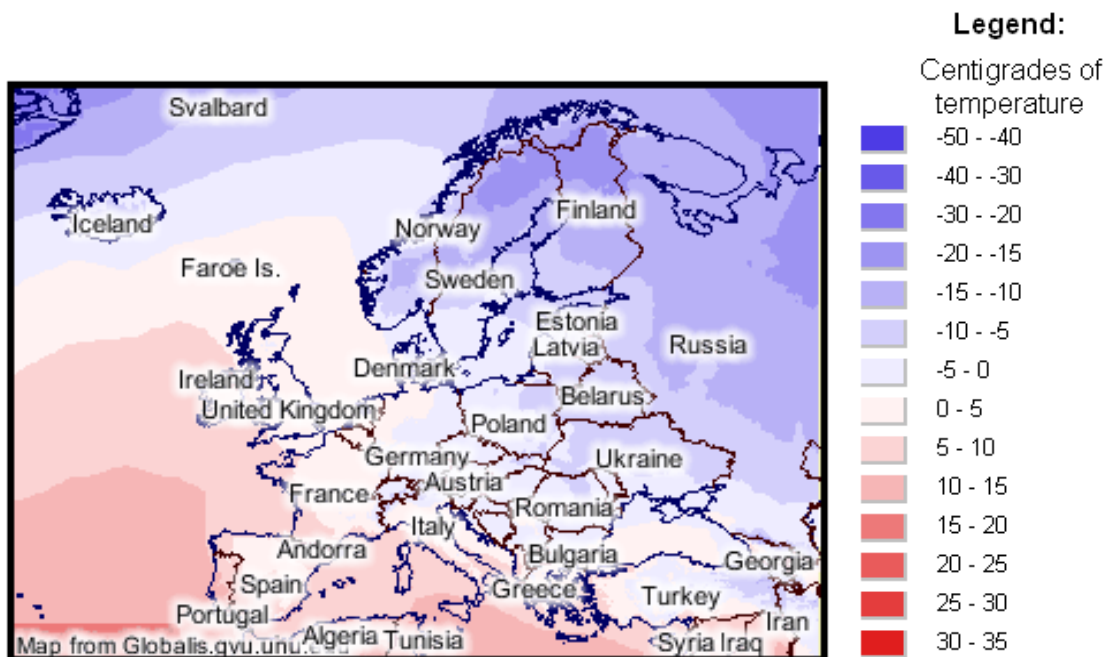 Legend:
Centigrades of
temperature
-50 - -40
-40 - -30
-30 - -20
-20 - -15
-15 - -10
-10 - -5
-5 - 0
0 - 5
5 - 10
10 - 15
15 - 20
20 - 25
25 - 30
30 - 35
Svalbard
Iceland
Finland
Norway
Faroe Is.
Sweden
Estonia
Latvia
Russia
Denmark
Ireland
Belarus
United Kingdom
Poland
Germany
Ukraine
Austria
France
Romania
Italy
Andorra
Bulgaria
Georgia
Spain
Greece
Turkey
Portugal
Iran
Algeria
Tunisia
Syria
Iraq
Map from Globalis.gvu.unu.